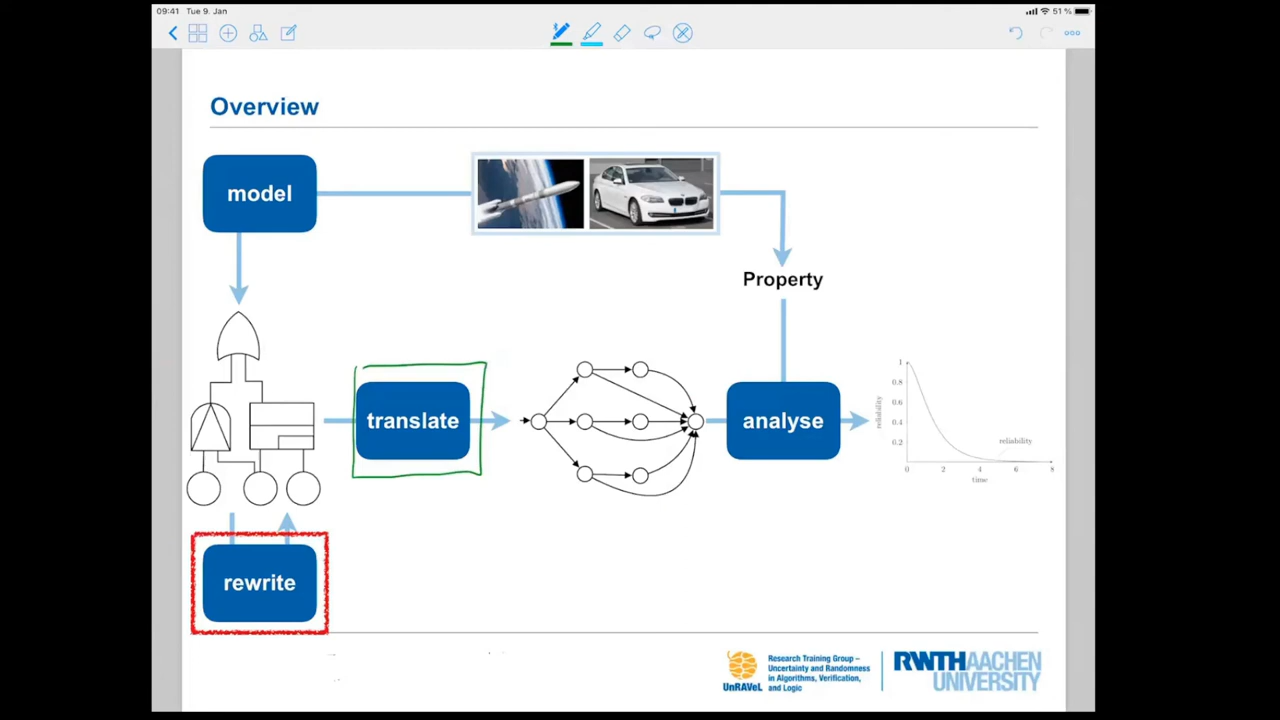 09:41 Tue 9. Jan
51 %
Overview
model
Property
translate
analyse
1
0.8
0.6
0.4
0.2
reliability
reliability
0 2 4 6 8
time
rewrite
UnRAVeL
Research Training Group –
Uncertainty and Randomness
in Algorithms, Verification,
and Logic
RWTHAACHEN
UNIVERSITY